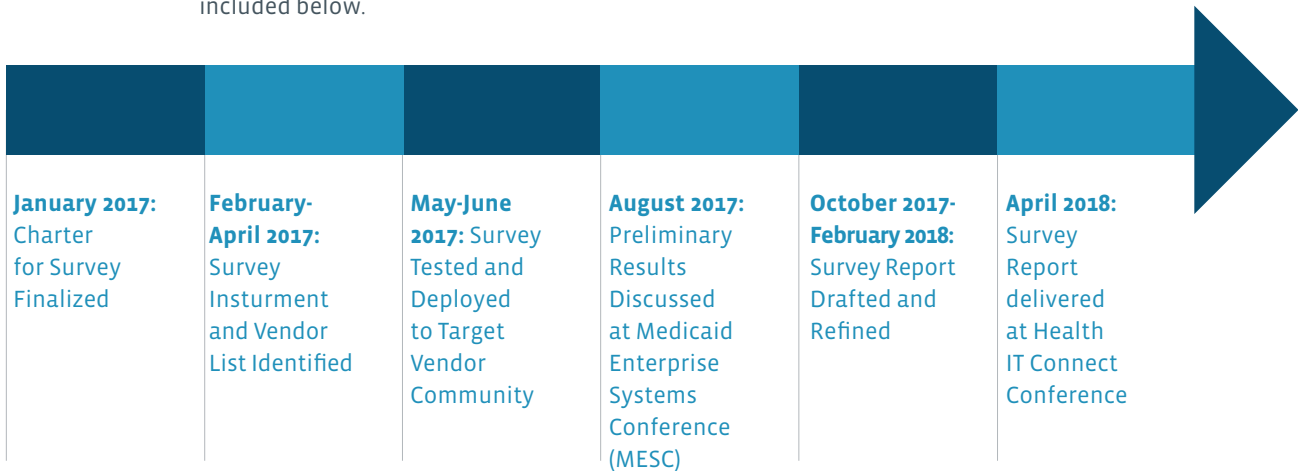 included below.
January 2017:
Charter
for Survey
Finalized
February-
April 2017:
Survey
Insturment
and Vendor
List Identified
May-June
2017: Survey
Tested and
Deployed
to Target
Vendor
Community
August 2017:
Preliminary
Results
Discussed
at Medicaid
Enterprise
Systems
Conference
(MESC)
October 2017-
February 2018:
Survey Report
Drafted and
Refined
April 2018:
Survey
Report
delivered
at Health
IT Connect
Conference